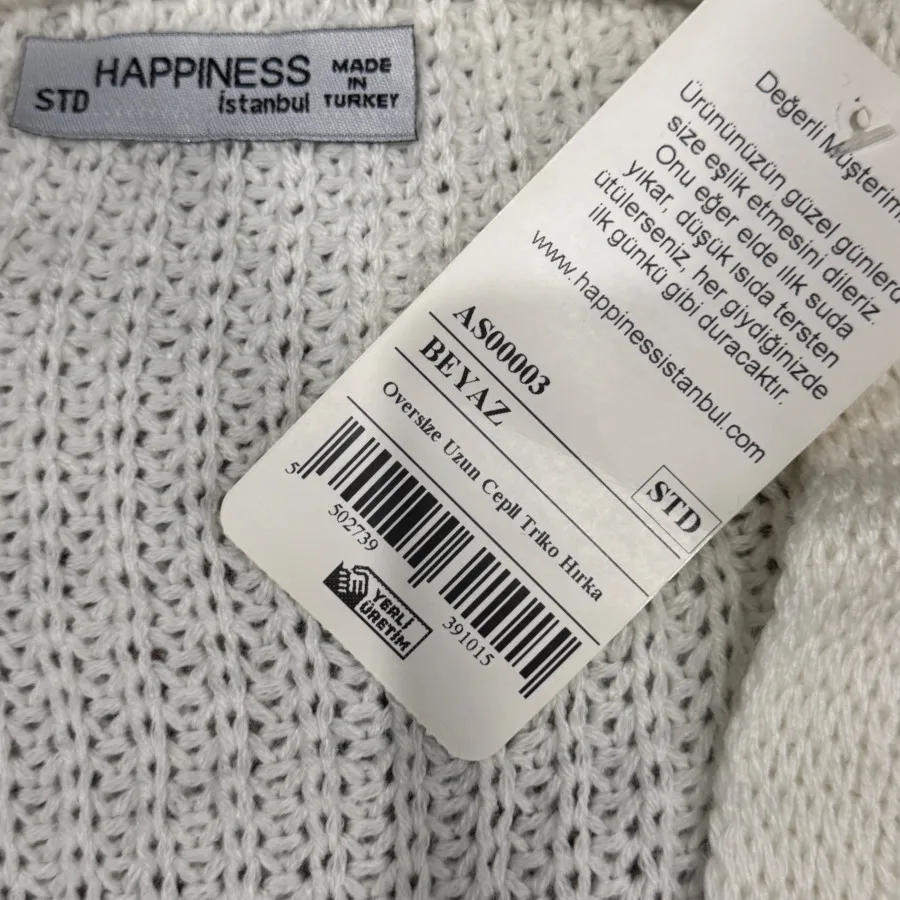 HAPPINESS
istanbul
STD
MADE
IN
TURKEY
Değerli Müşterim
Ürününüzün güzel günlerd
size eşlik etmesini dileriz.
Onu eğer elde ılık suda
yıkar, düşük ısıda tersten
ütülerseniz, her giydiğinizde
ilk günkü gibi duracaktır.
www.happinessistanbul.com
AS00003
BEYAZ
STD
Oversize Uzun Cepli Triko Hırka
5 502739 391015
YERLİ
ÜRETİM